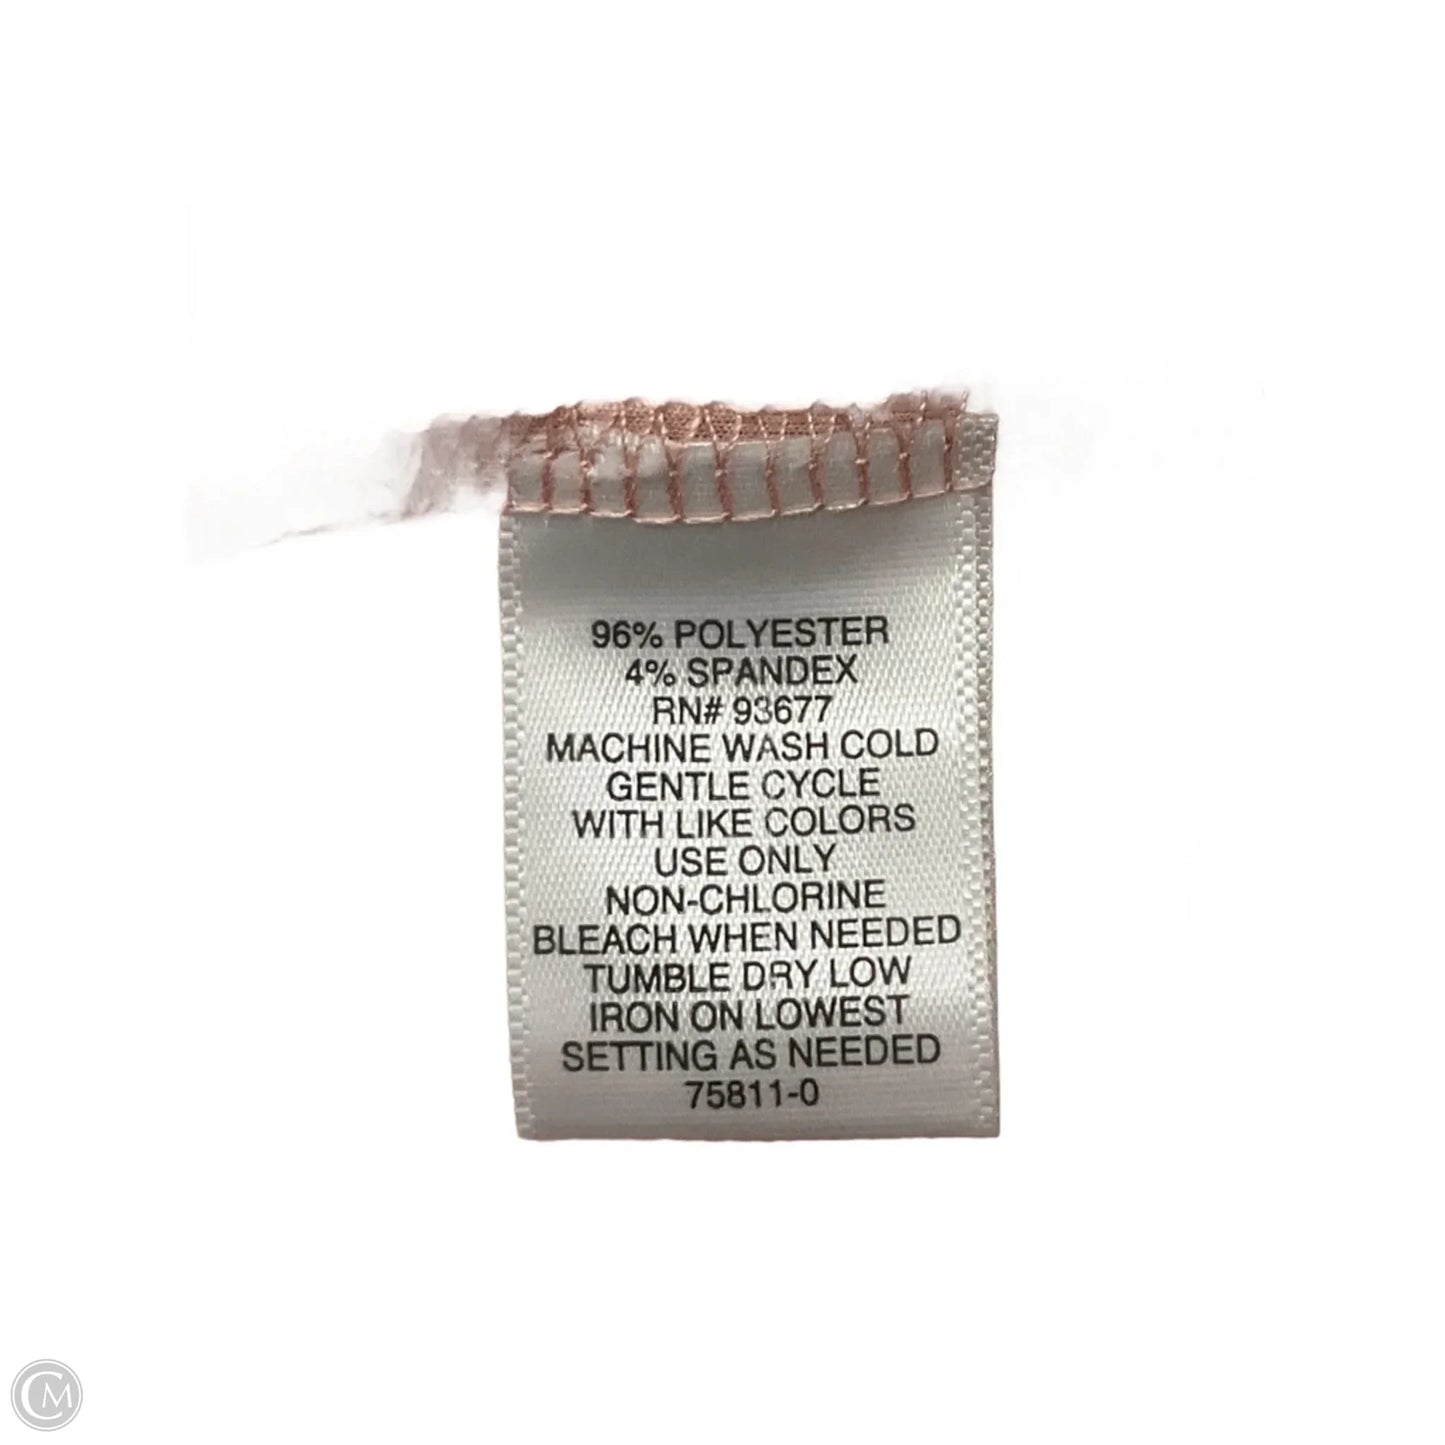 96% POLYESTER
4% SPANDEX
RN# 93677
MACHINE WASH COLD
GENTLE CYCLE
WITH LIKE COLORS
USE ONLY
NON-CHLORINE
BLEACH WHEN NEEDED
TUMBLE DRY LOW
IRON ON LOWEST
SETTING AS NEEDED
75811-0
CM